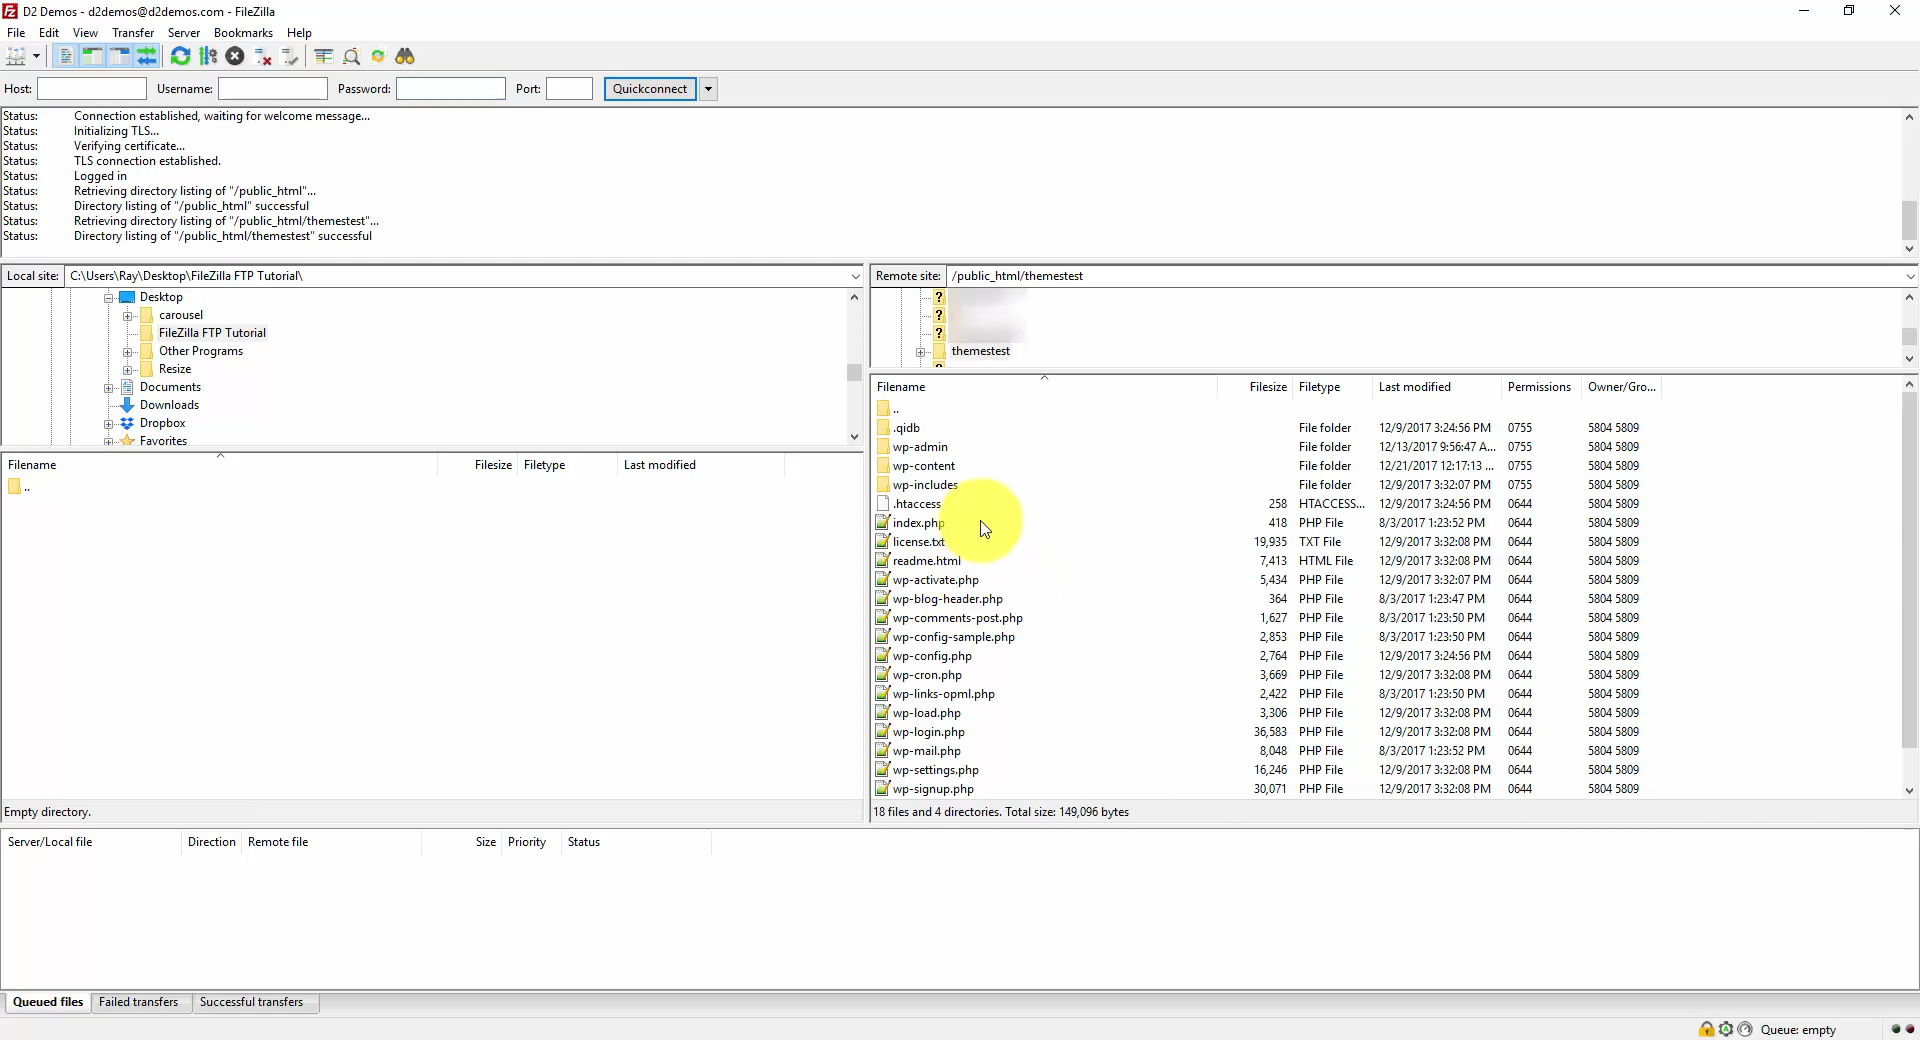 D2 Demos - d2demos@d2demos.com - FileZilla
File Edit View Transfer Server Bookmarks Help
Host: Username: Password: Port: Quickconnect
Status: Connection established, waiting for welcome message...
Status: Initializing TLS...
Status: Verifying certificate...
Status: TLS connection established.
Status: Logged in
Status: Retrieving directory listing of "/public_html"...
Status: Directory listing of "/public_html" successful
Status: Retrieving directory listing of "/public_html/themestest"...
Status: Directory listing of "/public_html/themestest" successful
Local site: C:\Users\Ray\Desktop\FileZilla FTP Tutorial\
Desktop
carousel
FileZilla FTP Tutorial
Other Programs
Resize
Documents
Downloads
Dropbox
Favorites
Filename Filesize Filetype Last modified
..
Empty directory.
Remote site: /public_html/themestest
?
?
?
themestest
Filename Filesize Filetype Last modified Permissions Owner/Gro...
..
.qidb File folder 12/9/2017 3:24:56 PM 0755 5804 5809
wp-admin File folder 12/13/2017 9:56:47 A... 0755 5804 5809
wp-content File folder 12/21/2017 12:17:13 ... 0755 5804 5809
wp-includes File folder 12/9/2017 3:32:07 PM 0755 5804 5809
.htaccess 258 HTACCESS... 12/9/2017 3:24:56 PM 0644 5804 5809
index.php 418 PHP File 8/3/2017 1:23:52 PM 0644 5804 5809
license.txt 19,935 TXT File 12/9/2017 3:32:08 PM 0644 5804 5809
readme.html 7,413 HTML File 12/9/2017 3:32:08 PM 0644 5804 5809
wp-activate.php 5,434 PHP File 12/9/2017 3:32:07 PM 0644 5804 5809
wp-blog-header.php 364 PHP File 8/3/2017 1:23:47 PM 0644 5804 5809
wp-comments-post.php 1,627 PHP File 8/3/2017 1:23:50 PM 0644 5804 5809
wp-config-sample.php 2,853 PHP File 8/3/2017 1:23:50 PM 0644 5804 5809
wp-config.php 2,764 PHP File 12/9/2017 3:24:56 PM 0644 5804 5809
wp-cron.php 3,669 PHP File 12/9/2017 3:32:08 PM 0644 5804 5809
wp-links-opml.php 2,422 PHP File 8/3/2017 1:23:50 PM 0644 5804 5809
wp-load.php 3,306 PHP File 12/9/2017 3:32:08 PM 0644 5804 5809
wp-login.php 36,583 PHP File 12/9/2017 3:32:08 PM 0644 5804 5809
wp-mail.php 8,048 PHP File 8/3/2017 1:23:52 PM 0644 5804 5809
wp-settings.php 16,246 PHP File 12/9/2017 3:32:08 PM 0644 5804 5809
wp-signup.php 30,071 PHP File 12/9/2017 3:32:08 PM 0644 5804 5809
18 files and 4 directories. Total size: 149,096 bytes
Server/Local file Direction Remote file Size Priority Status
Queued files Failed transfers Successful transfers
Queue: empty